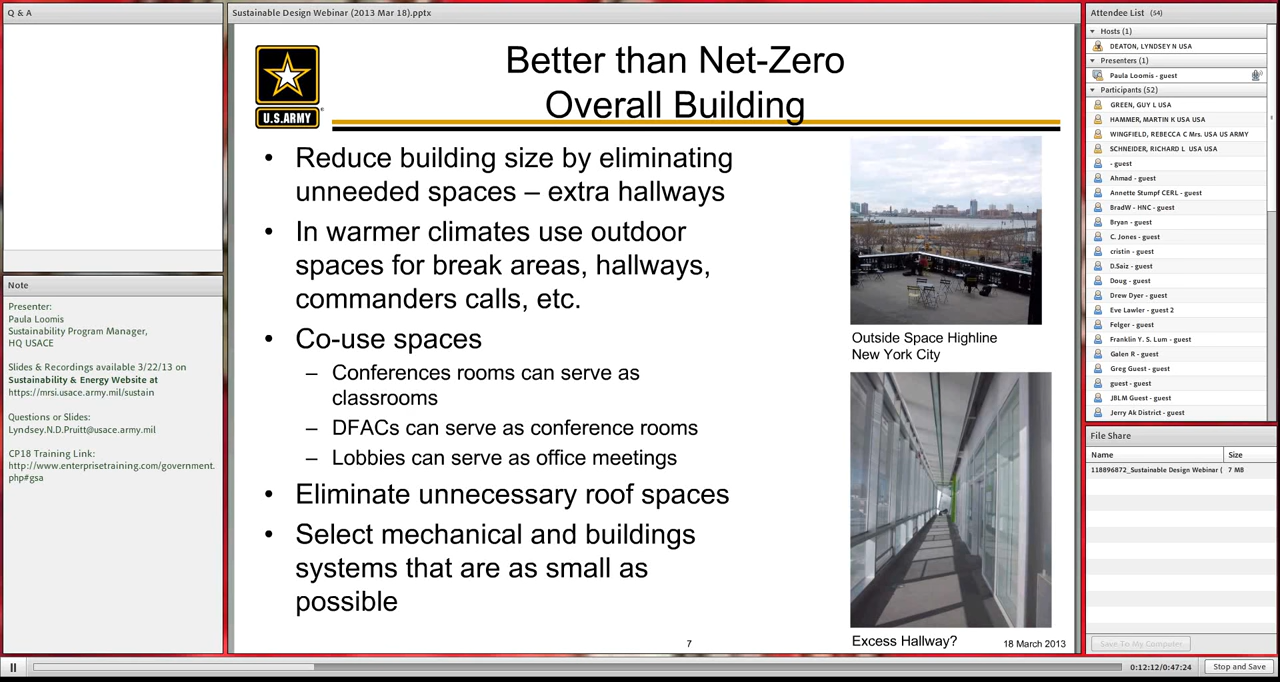 Q & A
Note
Presenter:
Paula Loomis
Sustainability Program Manager,
HQ USACE
Slides & Recordings available 3/22/13 on
Sustainability & Energy Website at
https://mrsi.usace.army.mil/sustain
Questions or Slides:
Lyndsey.N.D.Pruitt@usace.army.mil
CP18 Training Link:
http://www.enterprisetraining.com/government.
php#gsa
Sustainable Design Webinar (2013 Mar 18).pptx
U.S.ARMY
Better than Net-Zero
Overall Building
• Reduce building size by eliminating
unneeded spaces – extra hallways
• In warmer climates use outdoor
spaces for break areas, hallways,
commanders calls, etc.
• Co-use spaces
– Conferences rooms can serve as
classrooms
– DFACs can serve as conference rooms
– Lobbies can serve as office meetings
• Eliminate unnecessary roof spaces
• Select mechanical and buildings
systems that are as small as
possible
Outside Space Highline
New York City
Excess Hallway?
7
18 March 2013
Attendee List (54)
Hosts (1)
DEATON, LYNDSEY N USA
Presenters (1)
Paula Loomis - guest
Participants (52)
GREEN, GUY L USA
HAMMER, MARTIN K USA USA
WINGFIELD, REBECCA C Mrs. USA US ARMY
SCHNEIDER, RICHARD L USA USA
- guest
Ahmad - guest
Annette Stumpf CERL - guest
BradW - HNC - guest
Bryan - guest
C. Jones - guest
cristin - guest
D.Saiz - guest
Doug - guest
Drew Dyer - guest
Eve Lawler - guest 2
Felger - guest
Franklin Y. S. Lum - guest
Galen R - guest
Greg Guest - guest
guest - guest
JBLM Guest - guest
Jerry Ak District - guest
File Share
Name Size
118896872_Sustainable Design Webinar ( 7 MB
Save To My Computer
0:12:12/0:47:24
Stop and Save